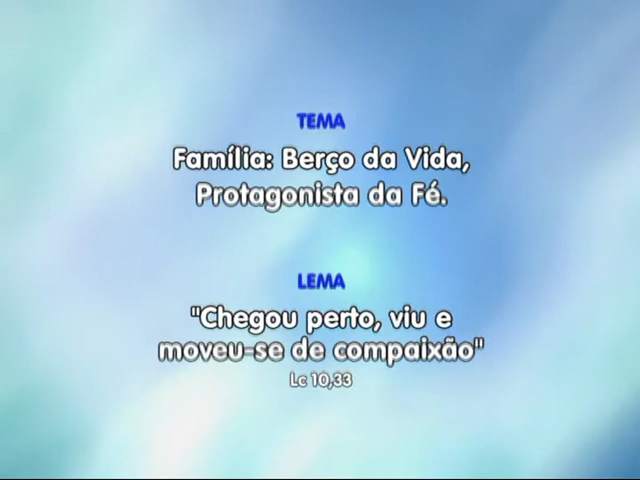 TEMA
Família: Berço da Vida,
Protagonista da Fé.
LEMA
"Chegou perto, viu e
moveu-se de compaixão"
Lc 10,33